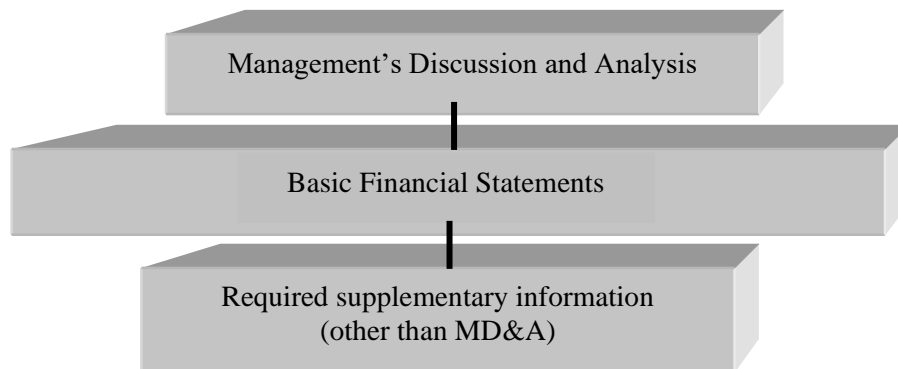 Management’s Discussion and Analysis
Basic Financial Statements
Required supplementary information
(other than MD&A)